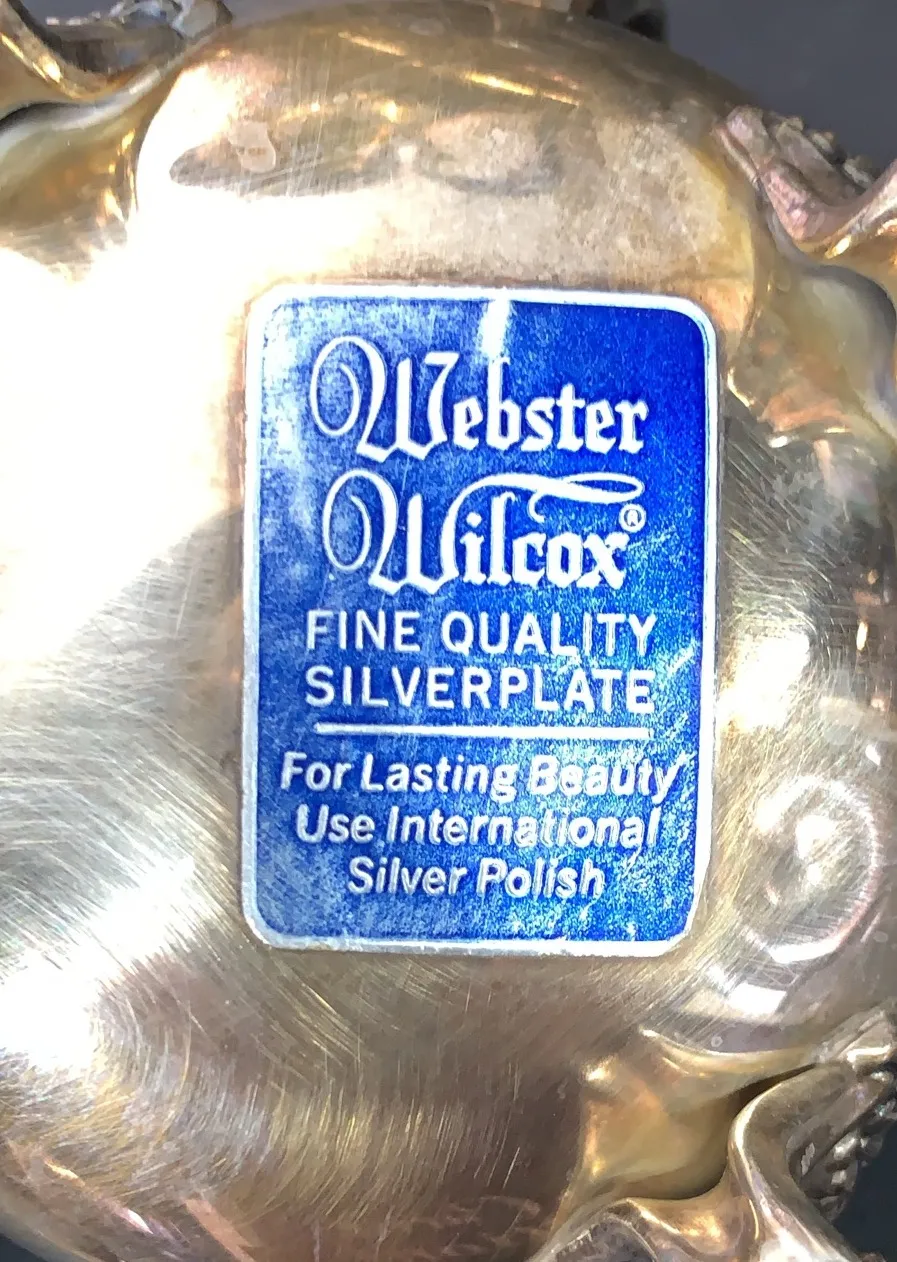 Webster
Wilcox®
FINE QUALITY
SILVERPLATE
For Lasting Beauty
Use International
Silver Polish